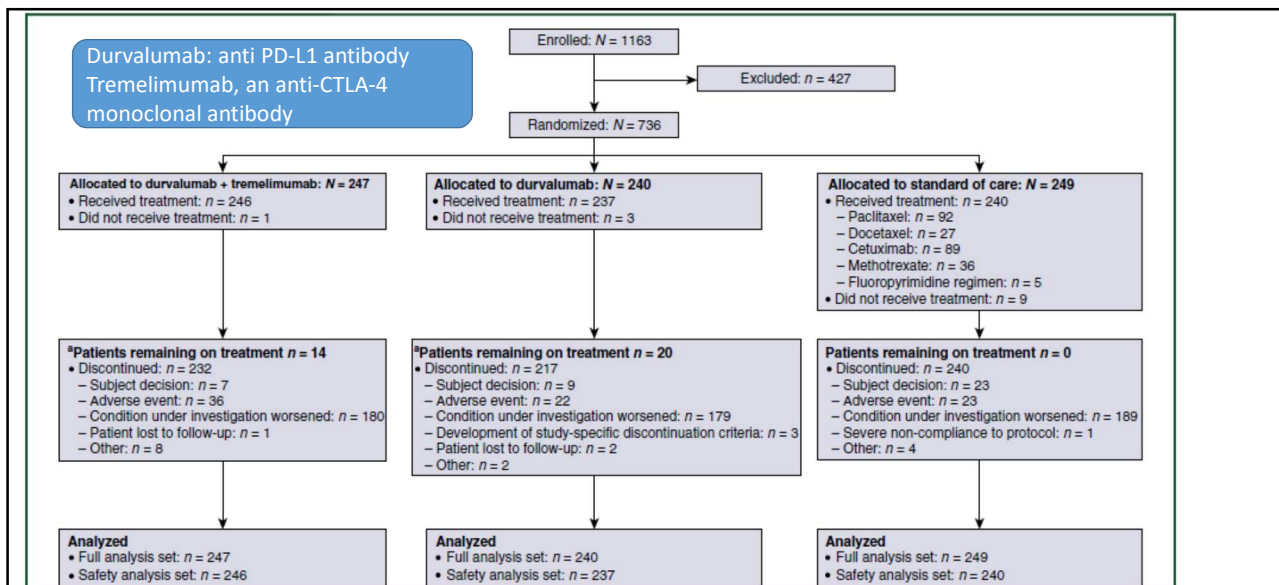 Durvalumab: anti PD-L1 antibody
Tremelimumab, an anti-CTLA-4
monoclonal antibody
Enrolled: N = 1163
Excluded: n = 427
Randomized: N = 736
Allocated to durvalumab + tremelimumab: N = 247
• Received treatment: n = 246
• Did not receive treatment: n = 1
Allocated to durvalumab: N = 240
• Received treatment: n = 237
• Did not receive treatment: n = 3
Allocated to standard of care: N = 249
• Received treatment: n = 240
– Paclitaxel: n = 92
– Docetaxel: n = 27
– Cetuximab: n = 89
– Methotrexate: n = 36
– Fluoropyrimidine regimen: n = 5
• Did not receive treatment: n = 9
aPatients remaining on treatment n = 14
• Discontinued: n = 232
– Subject decision: n = 7
– Adverse event: n = 36
– Condition under investigation worsened: n = 180
– Patient lost to follow-up: n = 1
– Other: n = 8
aPatients remaining on treatment n = 20
• Discontinued: n = 217
– Subject decision: n = 9
– Adverse event: n = 22
– Condition under investigation worsened: n = 179
– Development of study-specific discontinuation criteria: n = 3
– Patient lost to follow-up: n = 2
– Other: n = 2
Patients remaining on treatment n = 0
• Discontinued: n = 240
– Subject decision: n = 23
– Adverse event: n = 23
– Condition under investigation worsened: n = 189
– Severe non-compliance to protocol: n = 1
– Other: n = 4
Analyzed
• Full analysis set: n = 247
• Safety analysis set: n = 246
Analyzed
• Full analysis set: n = 240
• Safety analysis set: n = 237
Analyzed
• Full analysis set: n = 249
• Safety analysis set: n = 240